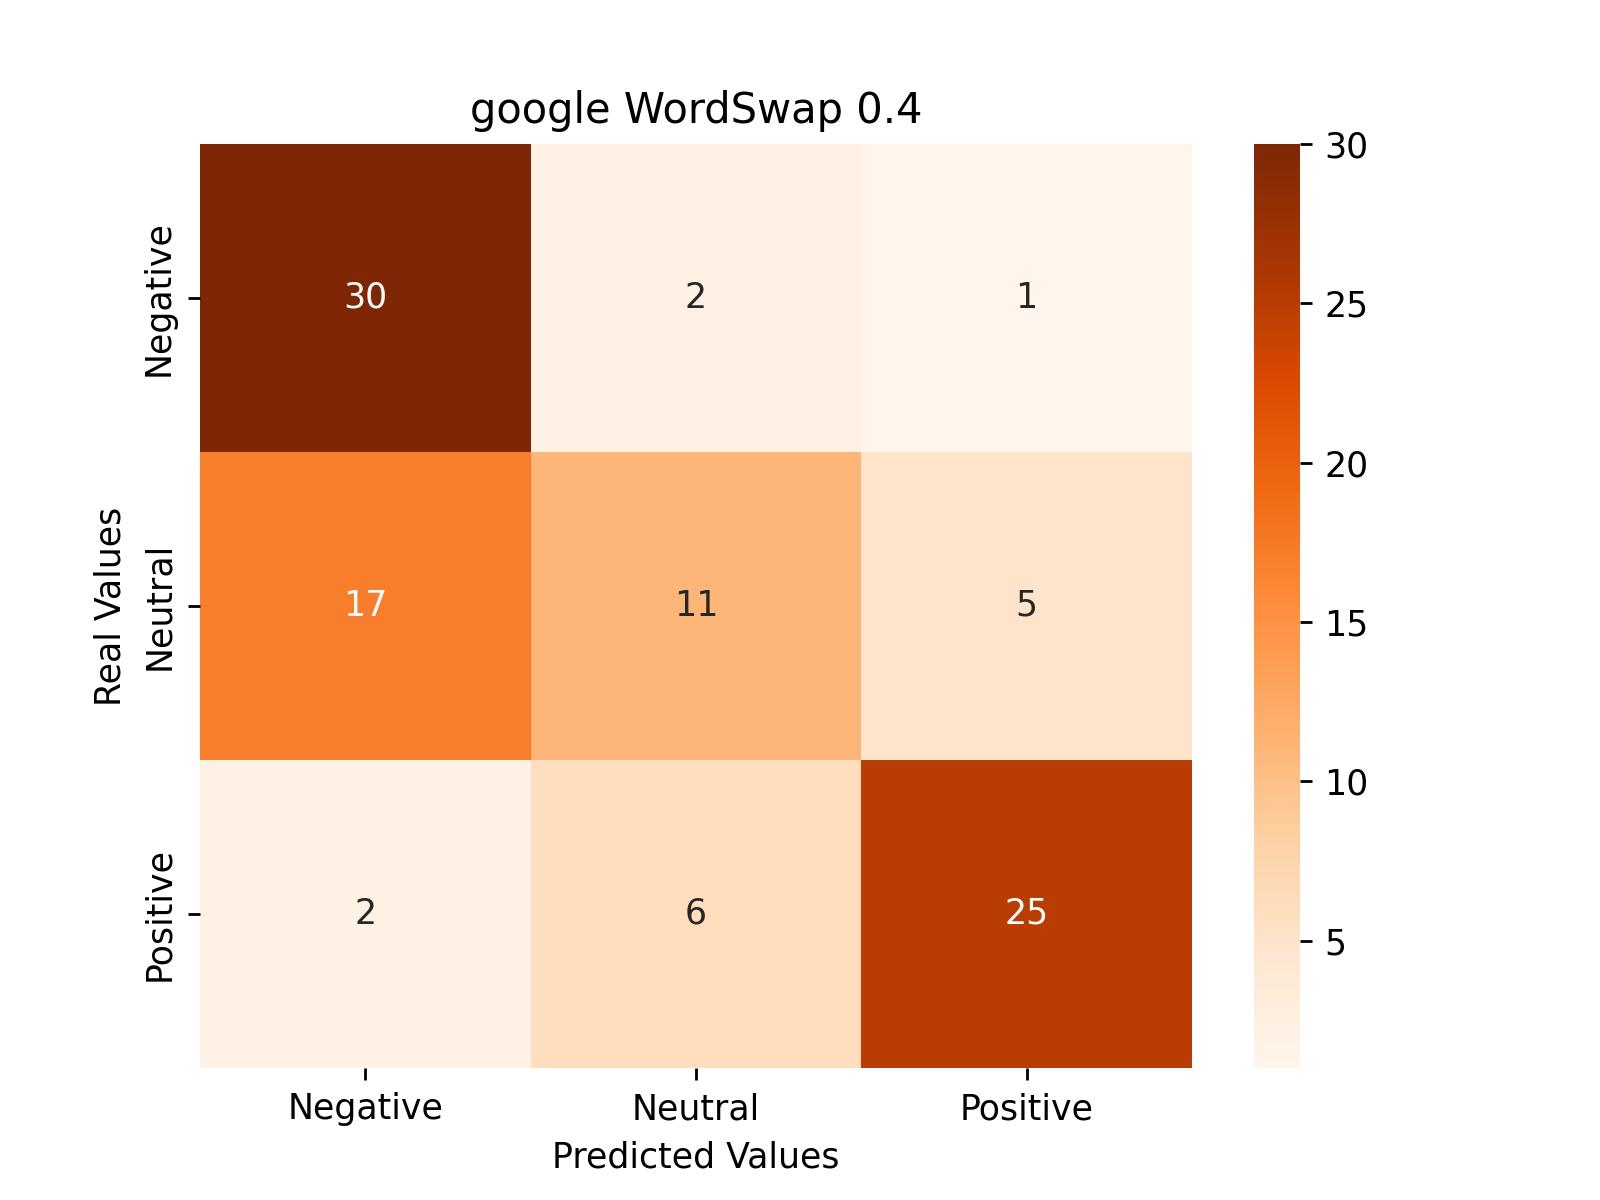 google WordSwap 0.4
Real Values
Negative
30 2 1
Neutral
17 11 5
Positive
2 6 25
Negative Neutral Positive
Predicted Values
30
25
20
15
10
5